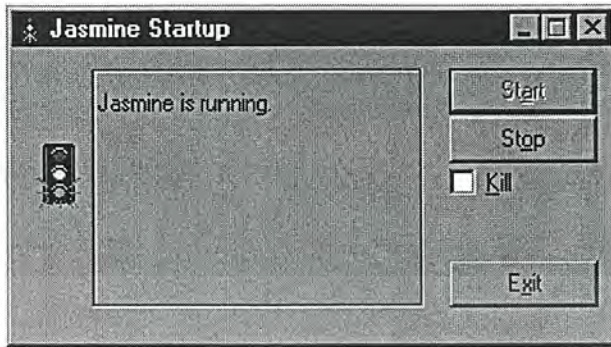 Jasmine Startup
Jasmine is running.
Start
Stop
Kill
Exit